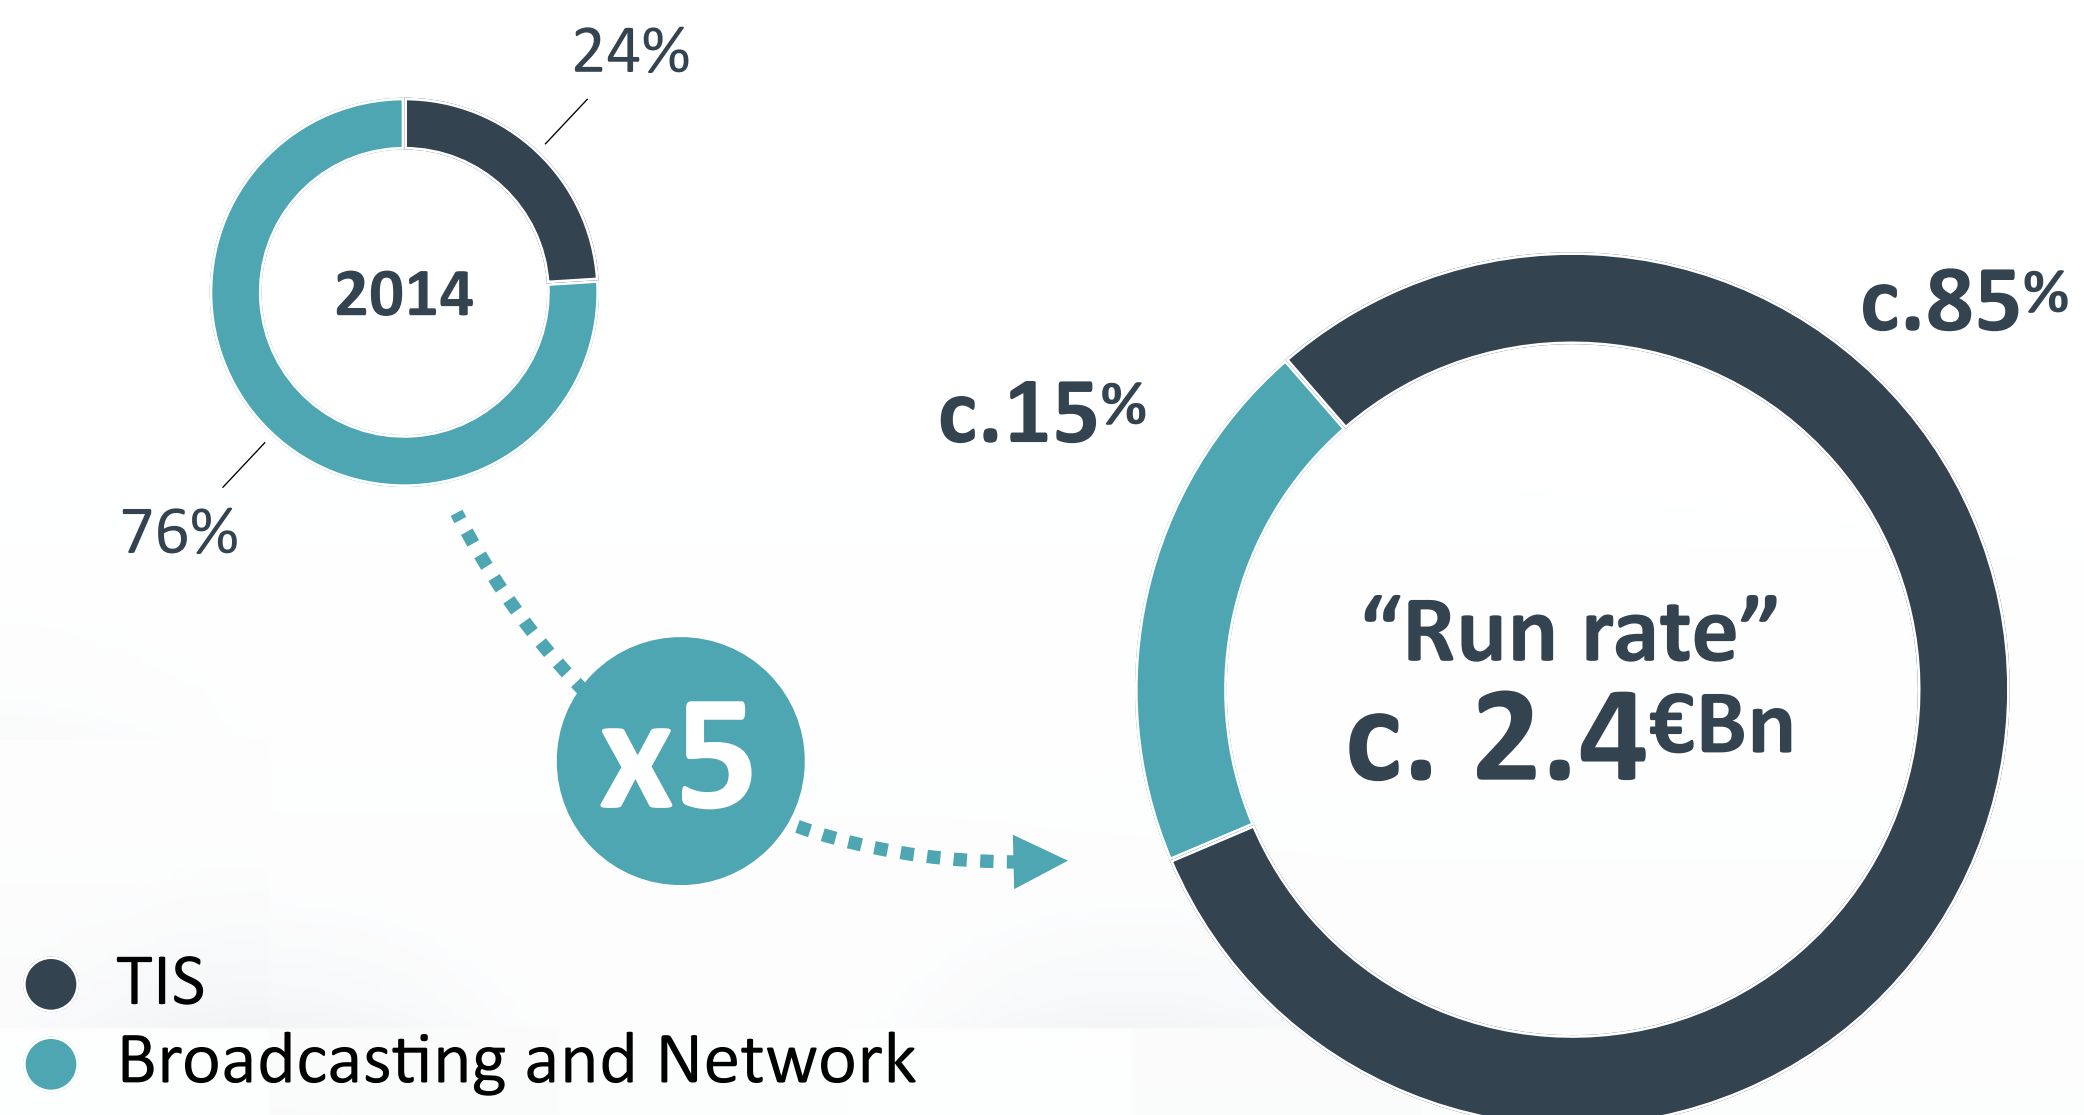 24%
2014
76%
x5
c.85%
c.15%
“Run rate”
c. 2.4€Bn
TIS
Broadcasting and Network